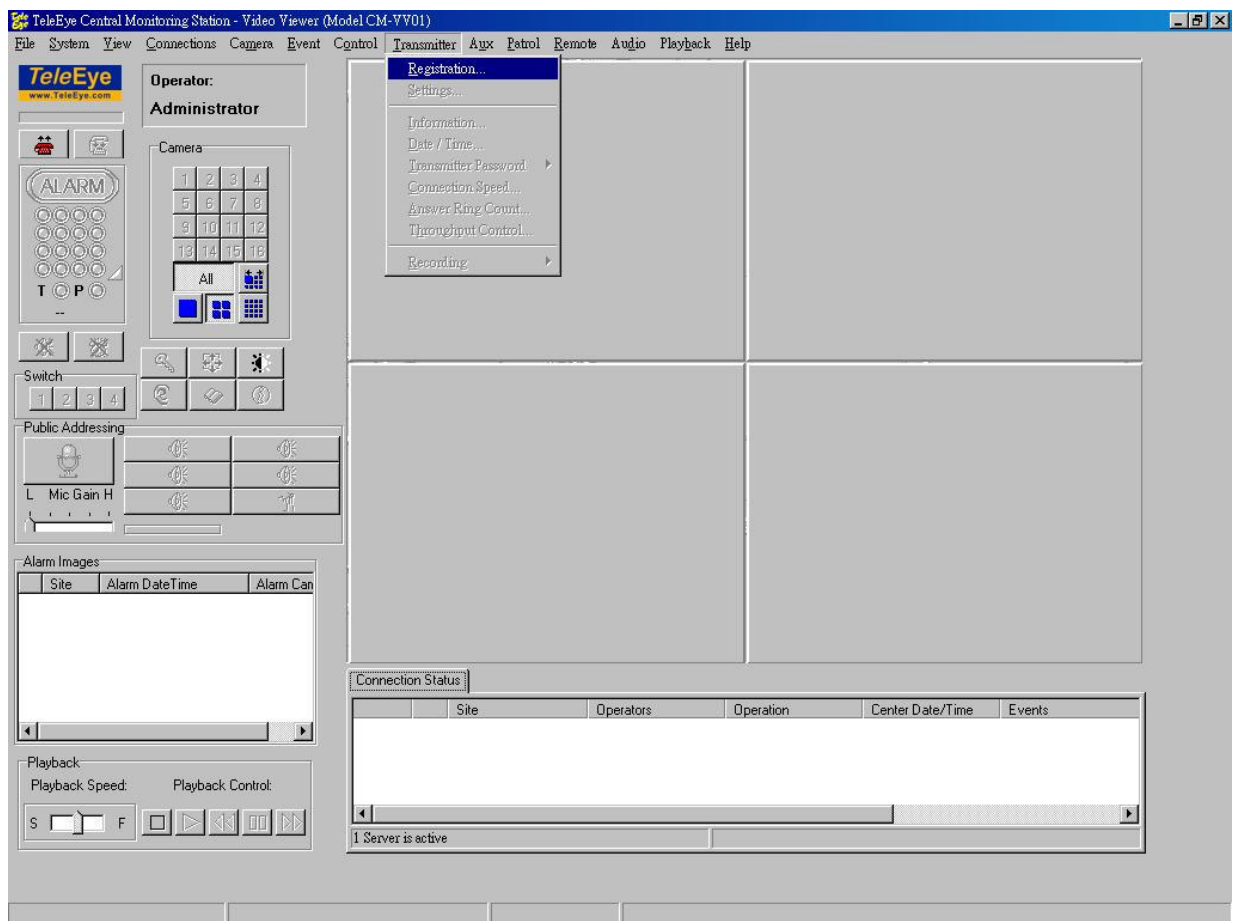 TeleEye Central Monitoring Station - Video Viewer (Model CM-VV01)
File System View Connections Camera Event Control Transmitter Aux Patrol Remote Audio Playback Help
TeleEye
www.TeleEye.com
Operator:
Administrator
Registration...
Settings...
Information...
Date / Time...
Transmitter Password
Connection Speed...
Answer Ring Count...
Throughput Control...
Recording
Camera
1 2 3 4
5 6 7 8
9 10 11 12
13 14 15 16
All
ALARM
T P
--
Switch
1 2 3 4
Public Addressing
L Mic Gain H
Alarm Images
Site Alarm DateTime Alarm Can
Playback
Playback Speed: Playback Control:
S F
Connection Status
Site Operators Operation Center Date/Time Events
1 Server is active